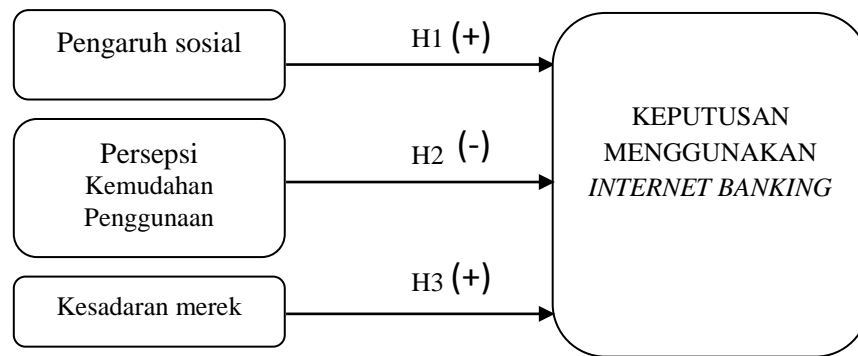 Pengaruh sosial
H1 (+)
Persepsi
Kemudahan
Penggunaan
H2 (-)
Kesadaran merek
H3 (+)
KEPUTUSAN
MENGGUNAKAN
INTERNET BANKING